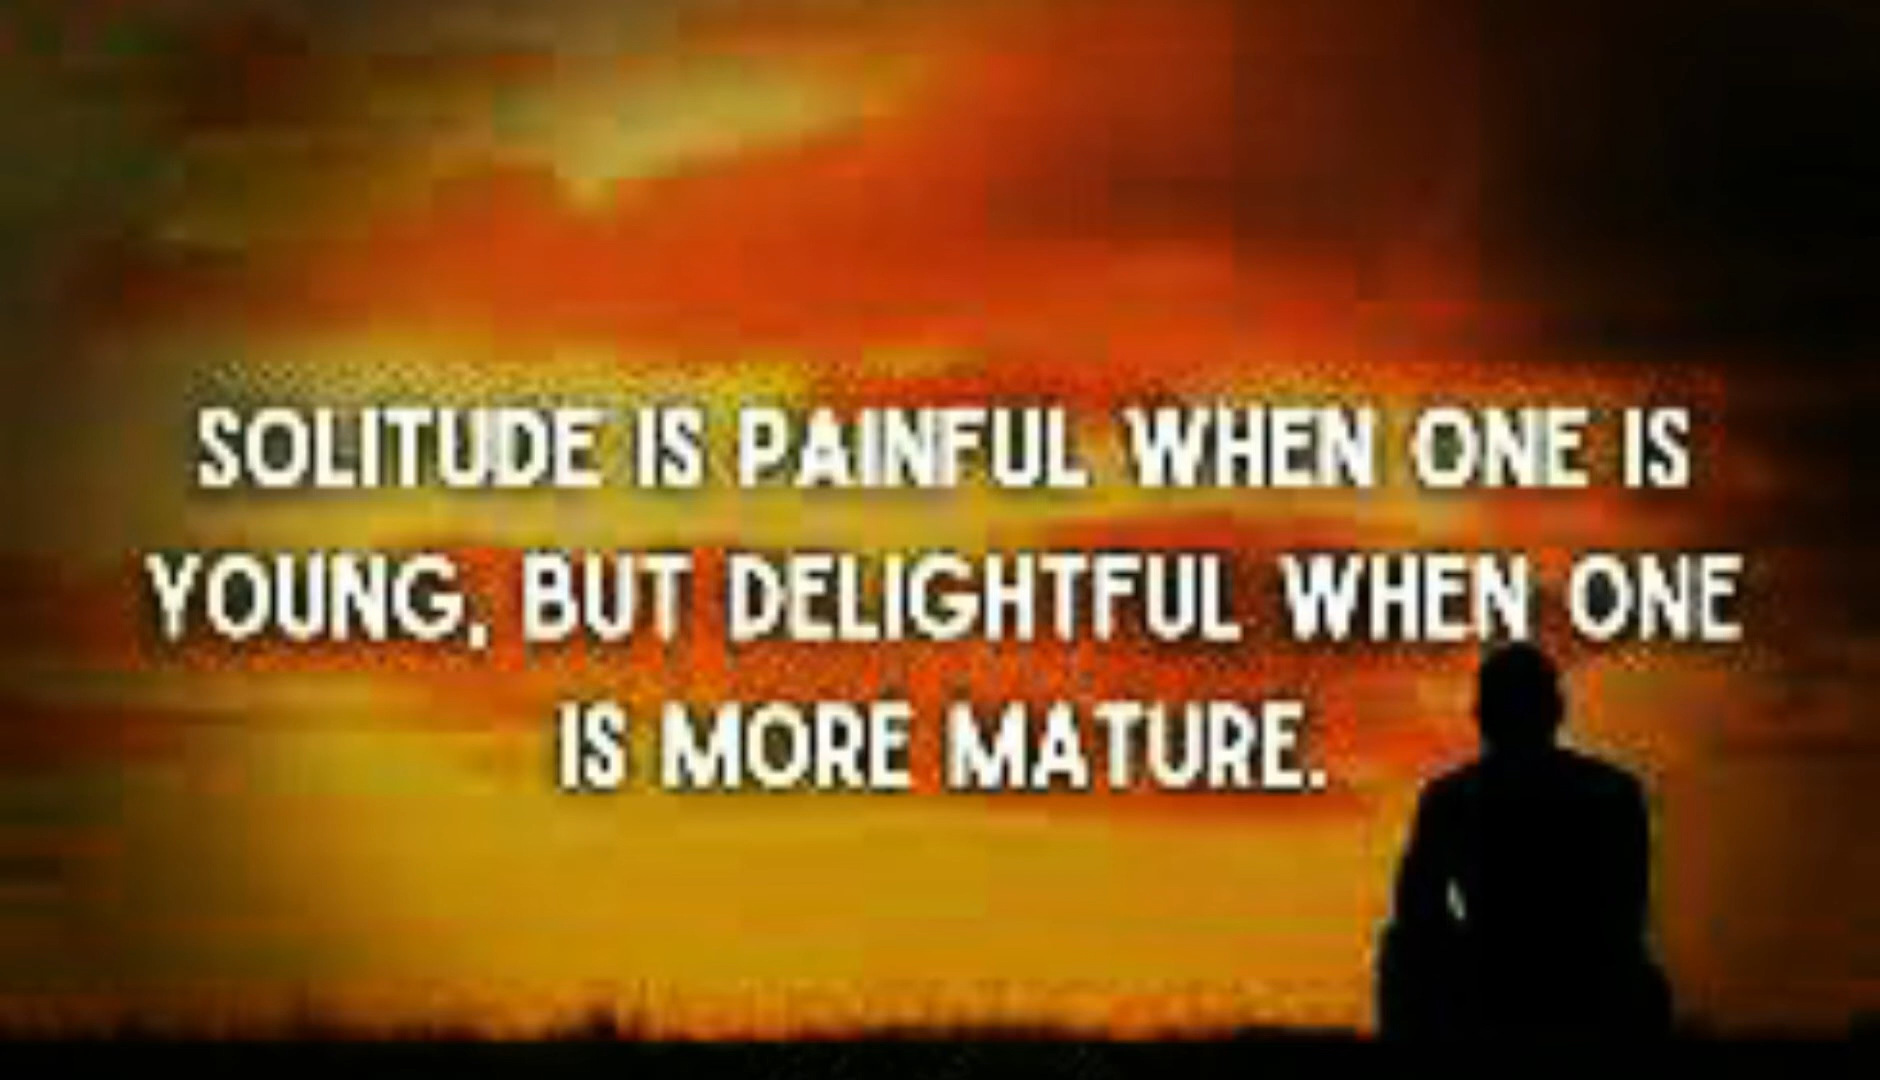 SOLITUDE IS PAINFUL WHEN ONE IS
YOUNG, BUT DELIGHTFUL WHEN ONE
IS MORE MATURE.